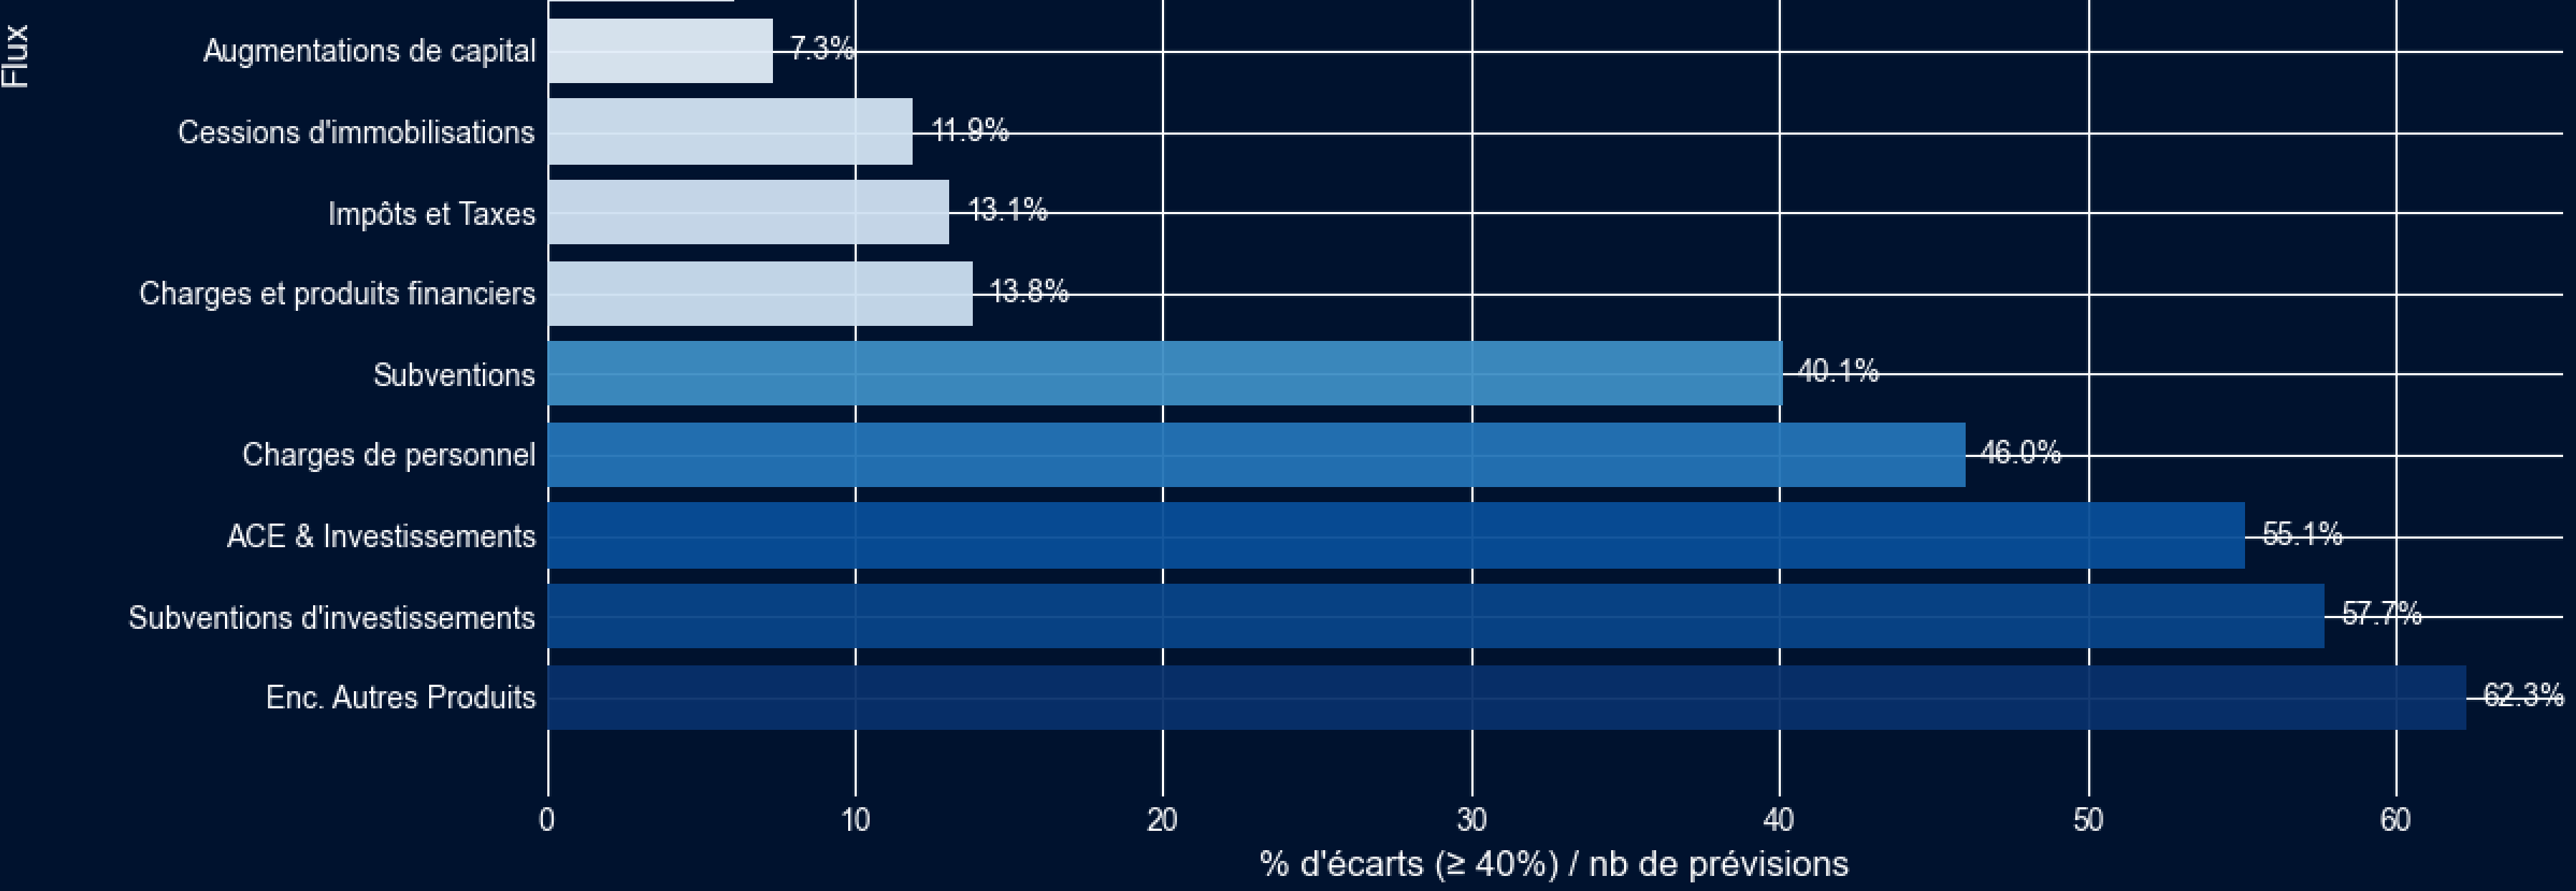 Flux
Augmentations de capital 7.3%
Cessions d'immobilisations 11.9%
Impôts et Taxes 13.1%
Charges et produits financiers 13.8%
Subventions 40.1%
Charges de personnel 46.0%
ACE & Investissements 55.1%
Subventions d'investissements 57.7%
Enc. Autres Produits 62.3%
0 10 20 30 40 50 60
% d'écarts (≥ 40%) / nb de prévisions